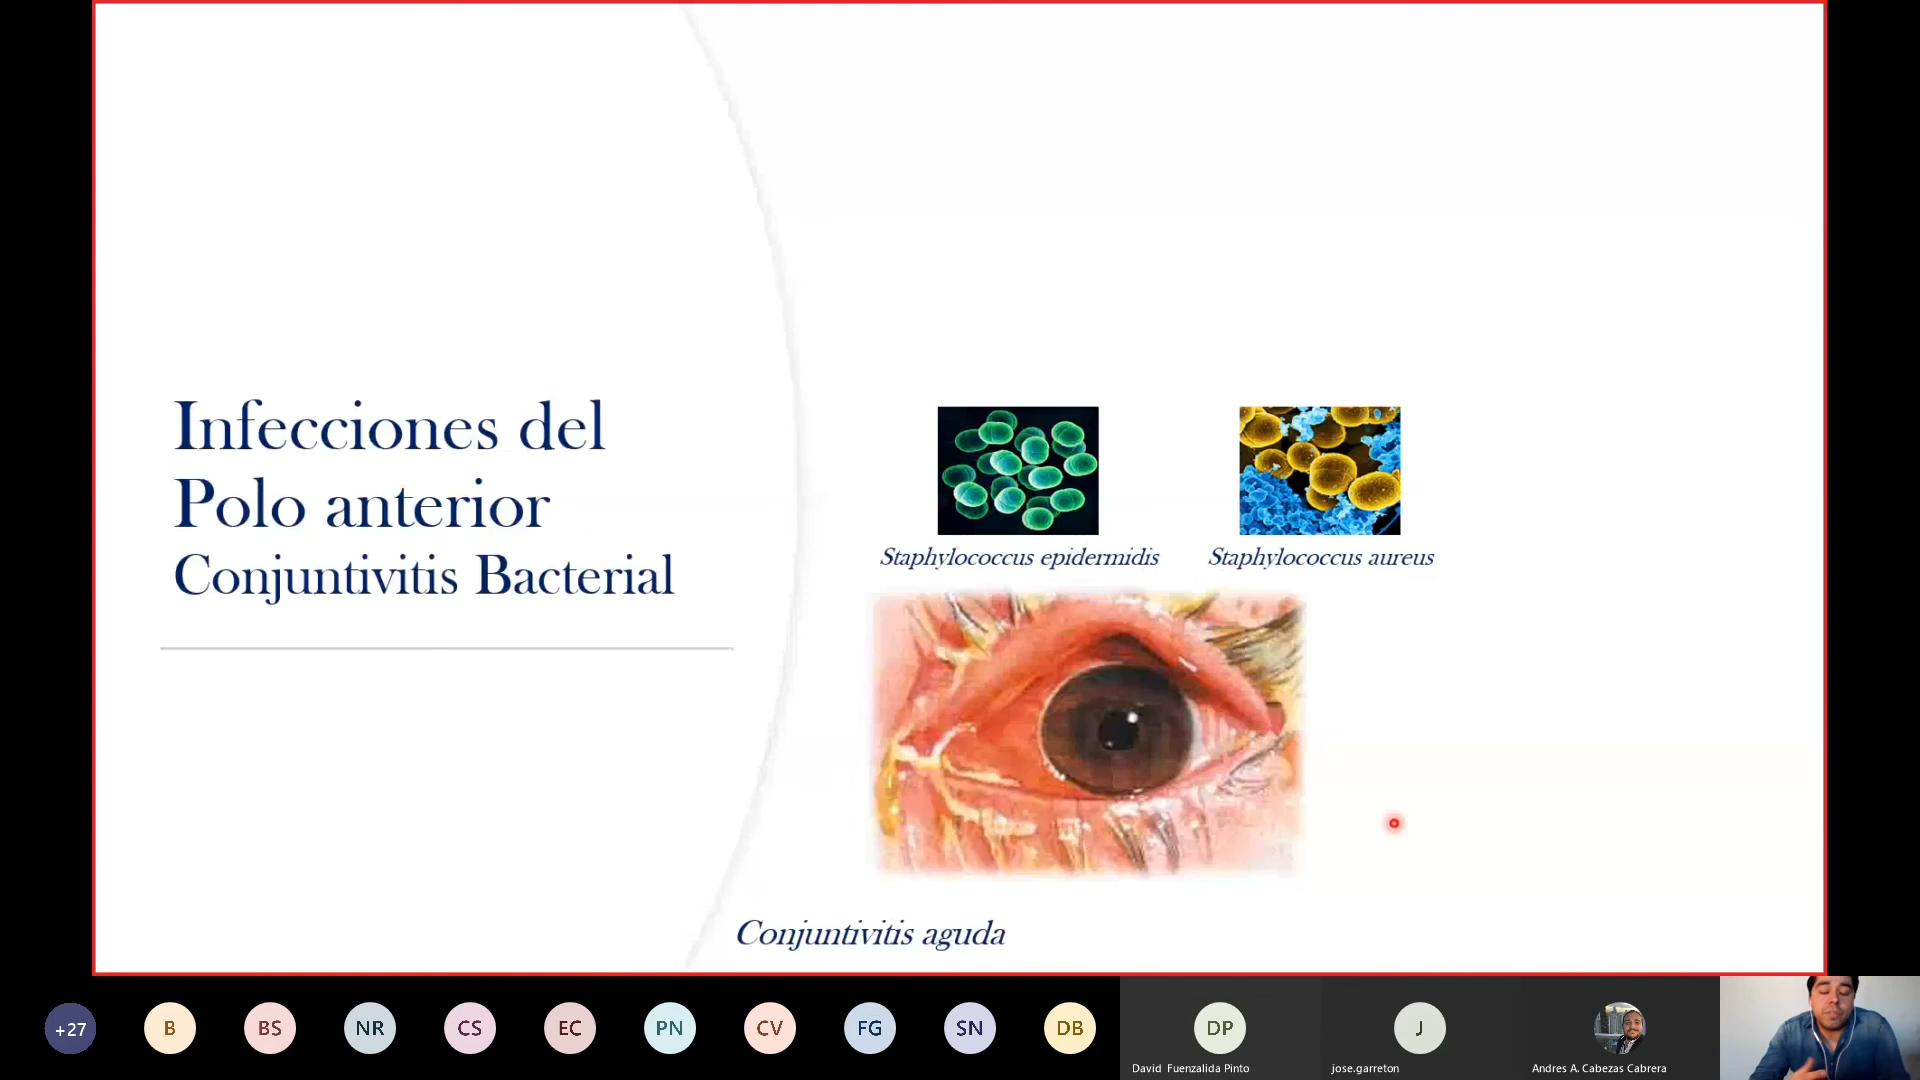 Infecciones del
Polo anterior
Conjuntivitis Bacterial
Staphylococcus epidermidis
Staphylococcus aureus
Conjuntivitis aguda
+27
B
BS
NR
CS
EC
PN
CV
FG
SN
DB
DP
J
David Fuenzalida Pinto
jose.garreton
Andres A. Cabezas Cabrera